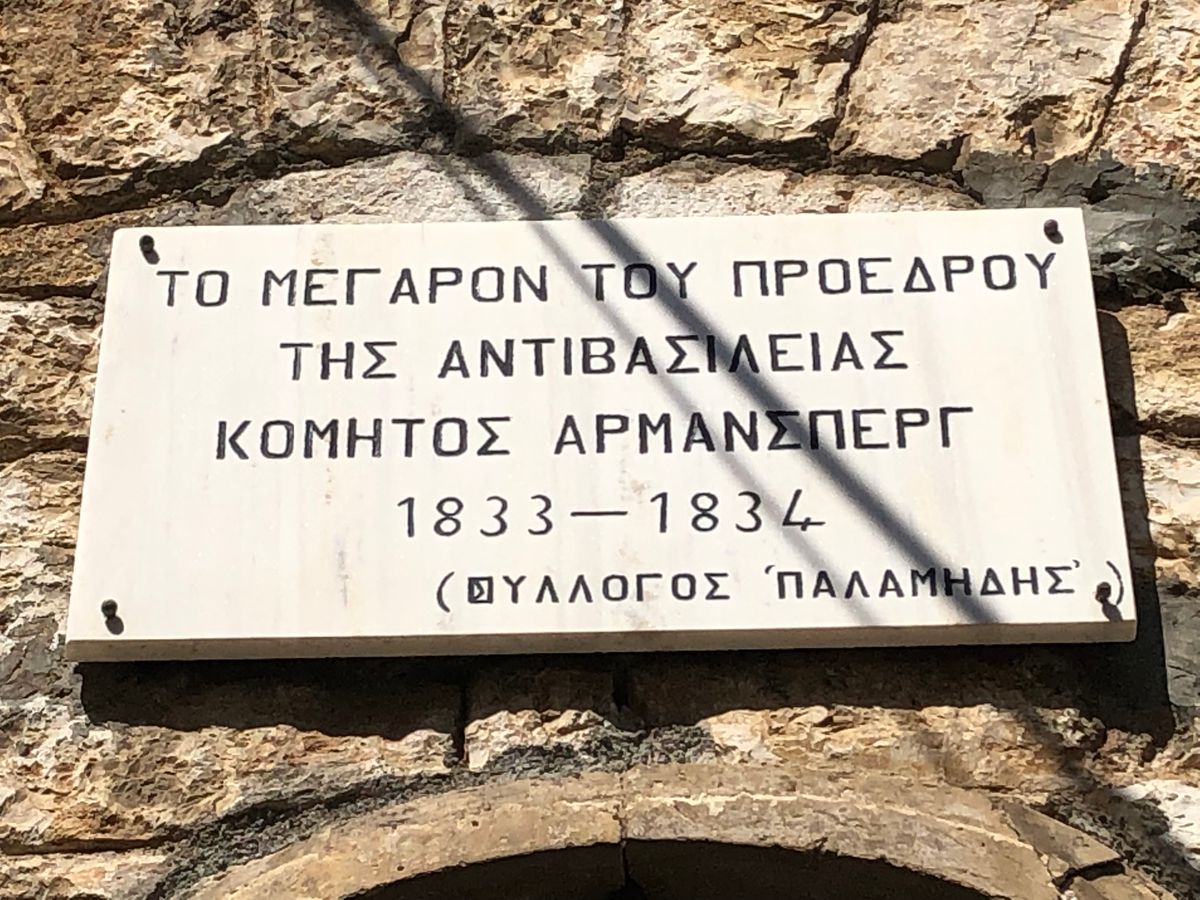 ΤΟ ΜΕΓΑΡΟΝ ΤΟΥ ΠΡΟΕΔΡΟΥ
ΤΗΣ ΑΝΤΙΒΑΣΙΛΕΙΑΣ
ΚΟΜΗΤΟΣ ΑΡΜΑΝΣΠΕΡΓ
1833—1834
(ΣΥΛΛΟΓΟΣ ‘ΠΑΛΑΜΗΔΗΣ’)